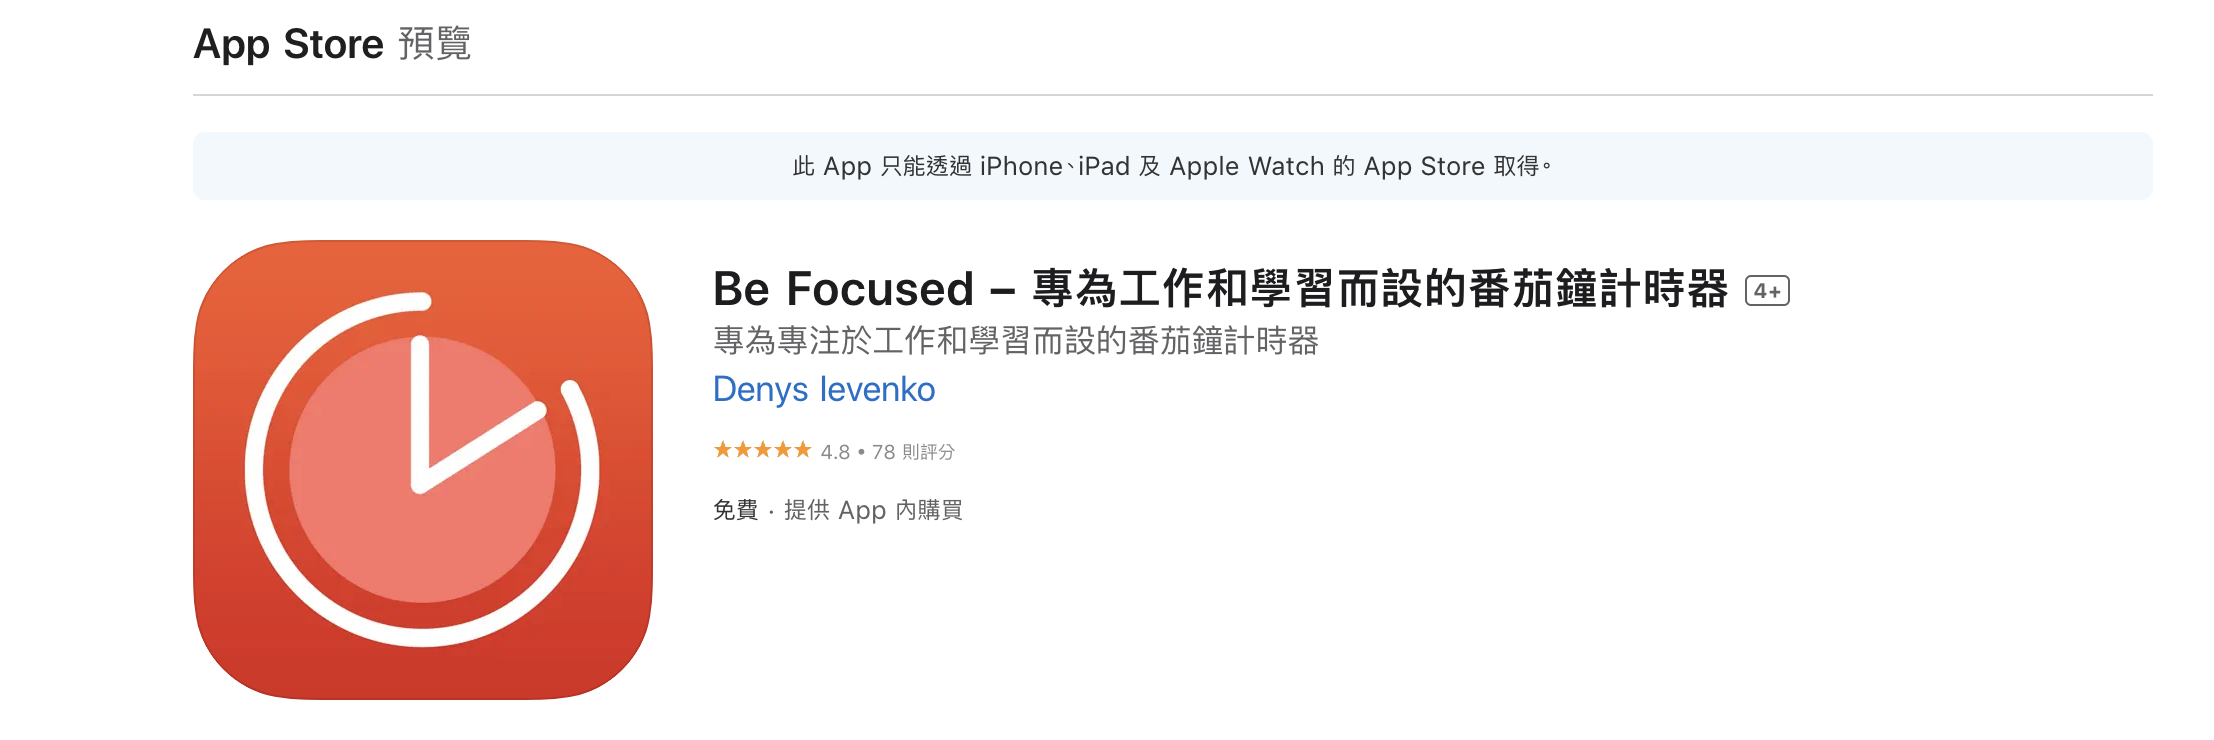 App Store 預覽
此 App 只能透過 iPhone、iPad 及 Apple Watch 的 App Store 取得。
Be Focused – 專為工作和學習而設的番茄鐘計時器 4+
專為專注於工作和學習而設的番茄鐘計時器
Denys Ievenko
★★★★★ 4.8 • 78 則評分
免費 · 提供 App 內購買